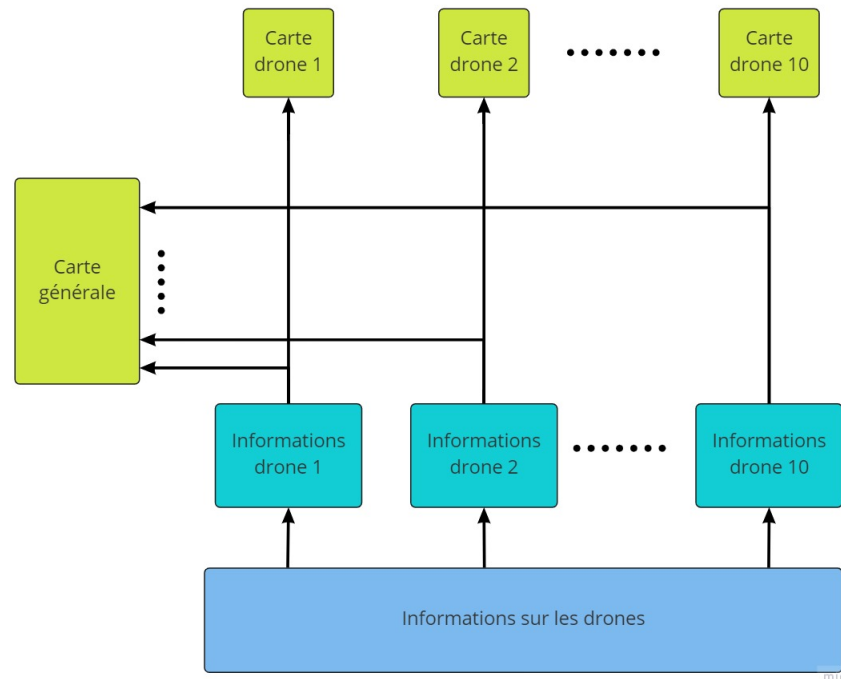 Carte
drone 1
Carte
drone 2
Carte
drone 10
Carte
générale
Informations
drone 1
Informations
drone 2
Informations
drone 10
Informations sur les drones